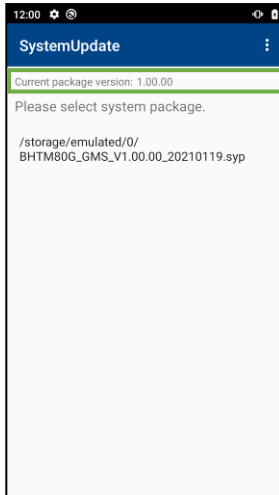 12:00
SystemUpdate
Current package version: 1.00.00
Please select system package.
/storage/emulated/0/
BHTM80G_GMS_V1.00.00_20210119.syp